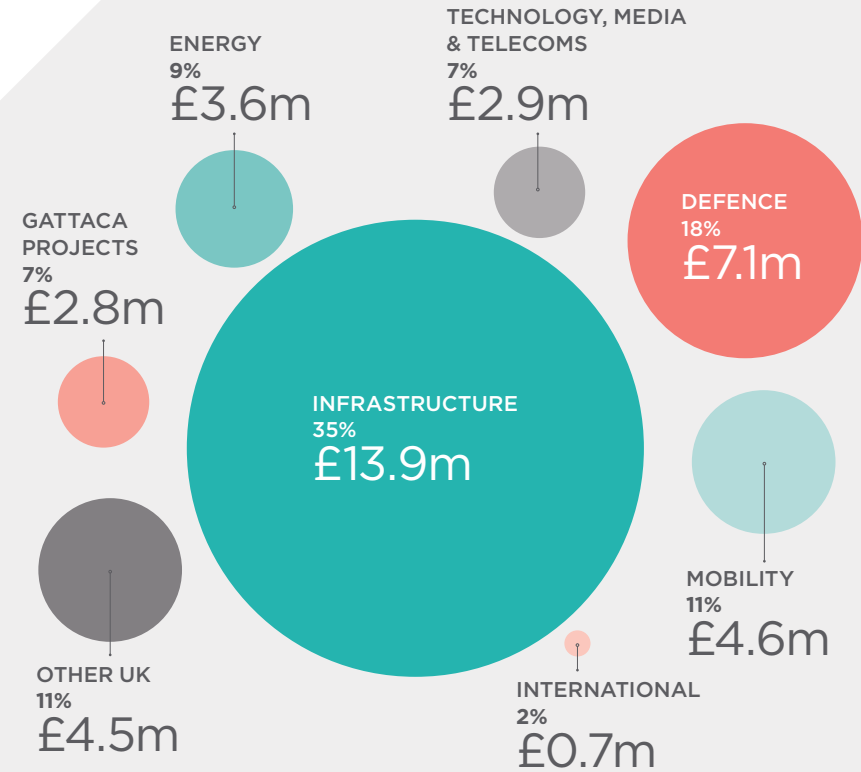 TECHNOLOGY, MEDIA
& TELECOMS
7%
£2.9m
ENERGY
9%
£3.6m
DEFENCE
18%
£7.1m
GATTACA
PROJECTS
7%
£2.8m
INFRASTRUCTURE
35%
£13.9m
MOBILITY
11%
£4.6m
OTHER UK
11%
£4.5m
INTERNATIONAL
2%
£0.7m